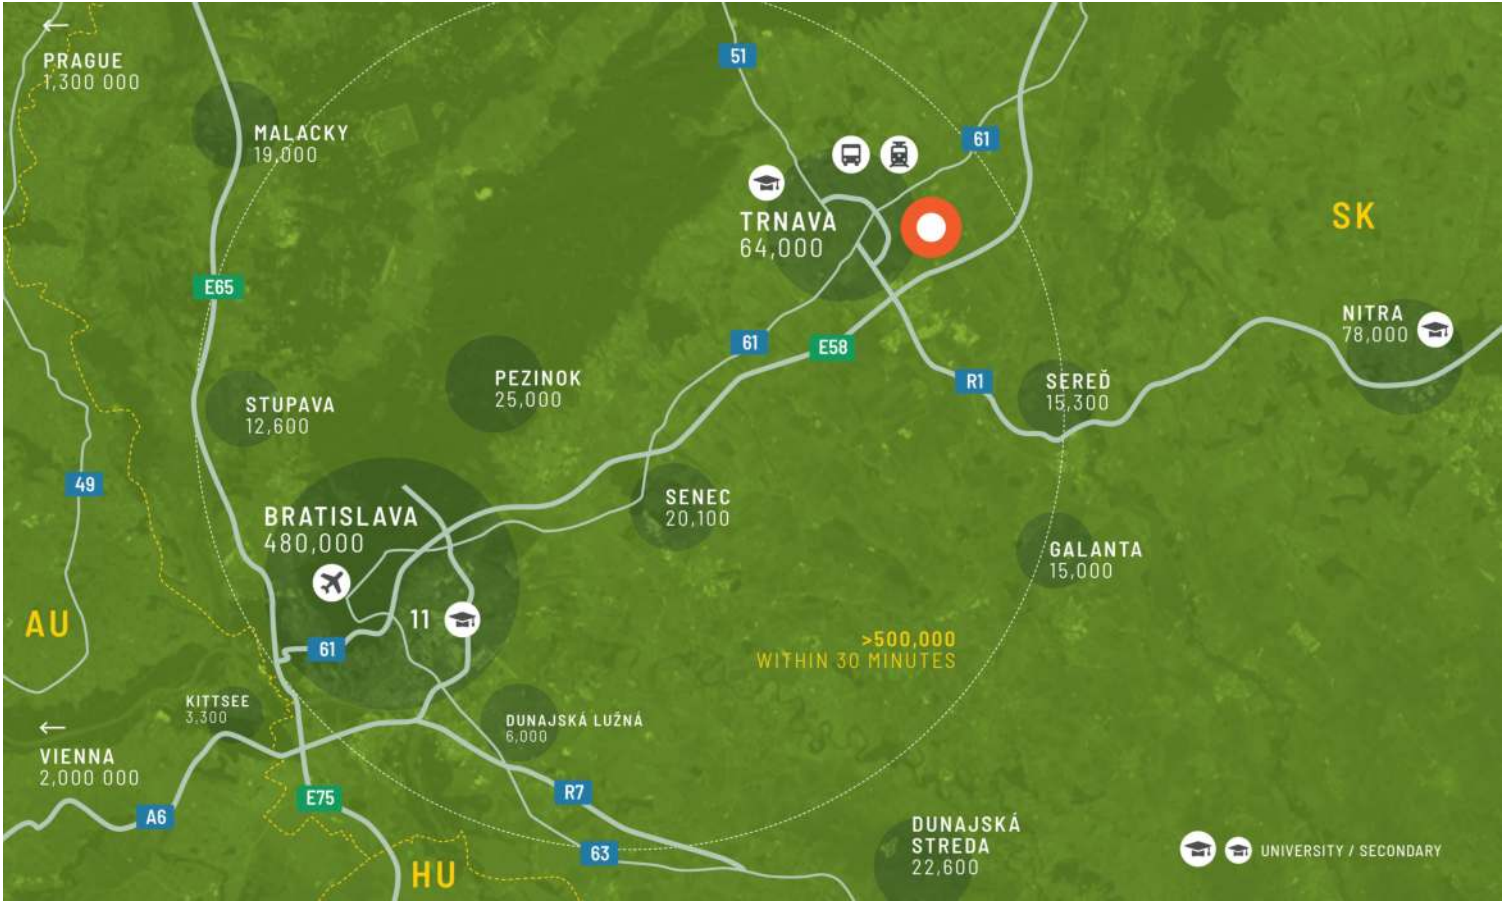 ←
PRAGUE
1,300 000
51
MALACKY
19,000
61
TRNAVA
64,000
SK
E65
NITRA
78,000
61
E58
PEZINOK
25,000
R1
SEREĎ
15,300
STUPAVA
12,600
49
BRATISLAVA
480,000
SENEC
20,100
GALANTA
15,000
AU
11
61
>500,000
WITHIN 30 MINUTES
KITTSEE
3,300
DUNAJSKÁ LUŽNÁ
6,000
←
VIENNA
2,000 000
E75
R7
A6
63
HU
DUNAJSKÁ
STREDA
22,600
UNIVERSITY / SECONDARY